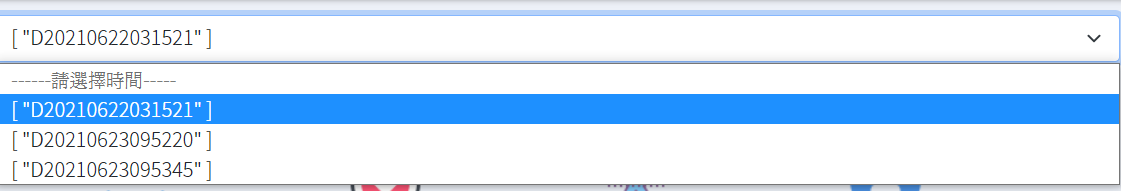 [ "D20210622031521" ]
------請選擇時間-----
[ "D20210622031521" ]
[ "D20210623095220" ]
[ "D20210623095345" ]